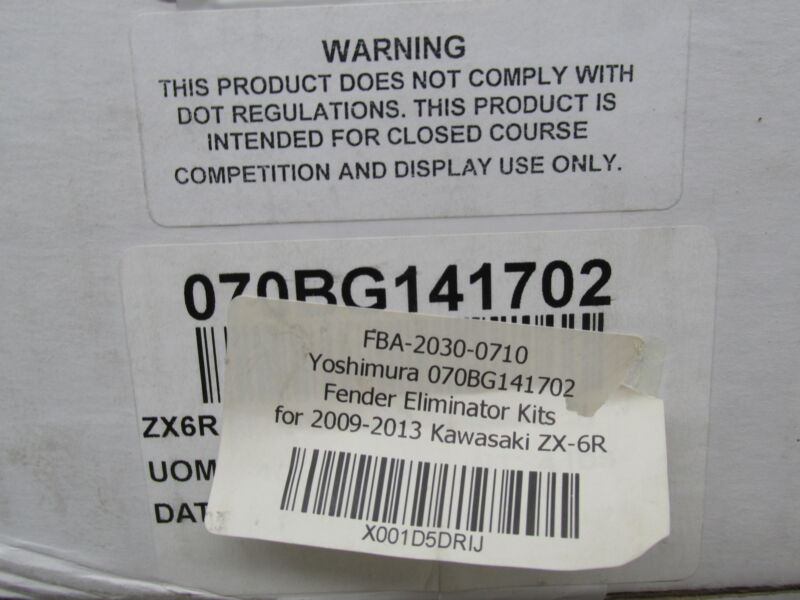 WARNING
THIS PRODUCT DOES NOT COMPLY WITH
DOT REGULATIONS. THIS PRODUCT IS
INTENDED FOR CLOSED COURSE
COMPETITION AND DISPLAY USE ONLY.
070BG141702
FBA-2030-0710
Yoshimura 070BG141702
Fender Eliminator Kits
for 2009-2013 Kawasaki ZX-6R
X001D5DRIJ
ZX6R
UOM
DAT